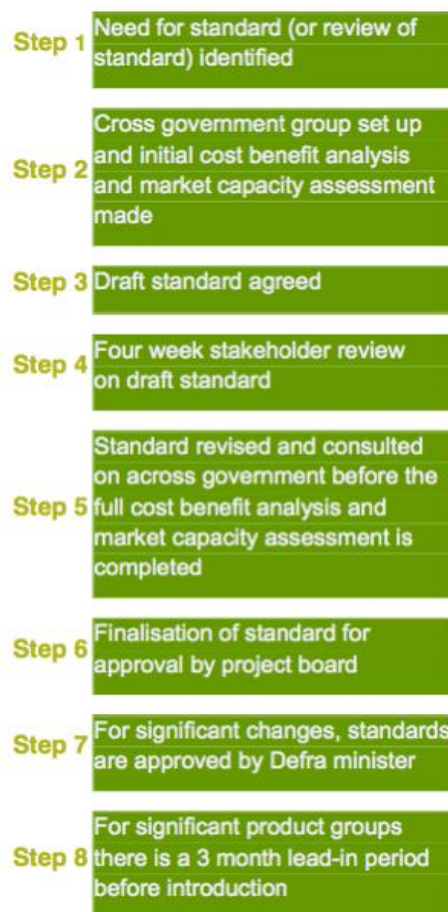 Step 1
Need for standard (or review of
standard) identified
Step 2
Cross government group set up
and initial cost benefit analysis
and market capacity assessment
made
Step 3
Draft standard agreed
Step 4
Four week stakeholder review
on draft standard
Step 5
Standard revised and consulted
on across government before the
full cost benefit analysis and
market capacity assessment is
completed
Step 6
Finalisation of standard for
approval by project board
Step 7
For significant changes, standards
are approved by Defra minister
Step 8
For significant product groups
there is a 3 month lead-in period
before introduction